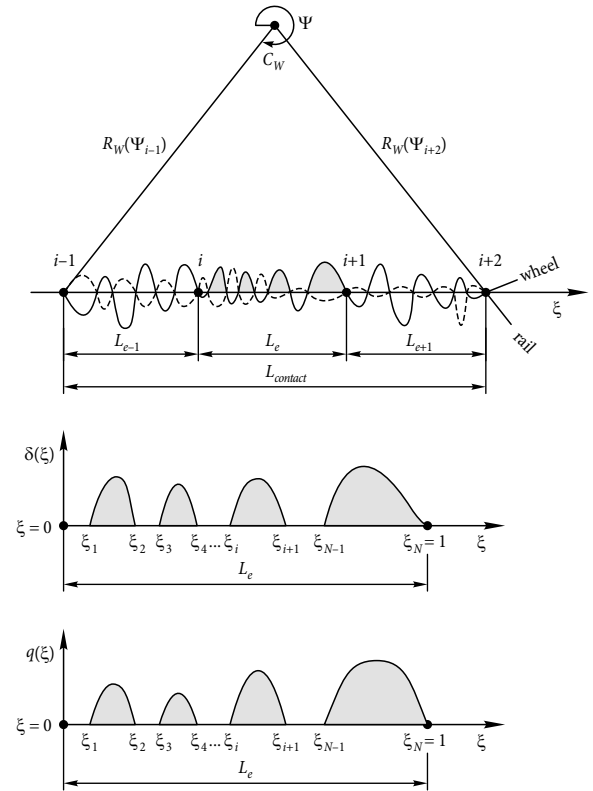 Ψ
C_W
R_W(Ψ_{i–1})
R_W(Ψ_{i+2})
i–1
i
i+1
i+2
wheel
ξ
rail
L_{e–1}
L_e
L_{e+1}
L_{contact}
δ(ξ)
ξ = 0
ξ_1
ξ_2
ξ_3
ξ_4...ξ_i
ξ_{i+1}
ξ_{N–1}
ξ_N = 1
ξ
L_e
q(ξ)
ξ = 0
ξ_1
ξ_2
ξ_3
ξ_4...ξ_i
ξ_{i+1}
ξ_{N–1}
ξ_N = 1
ξ
L_e